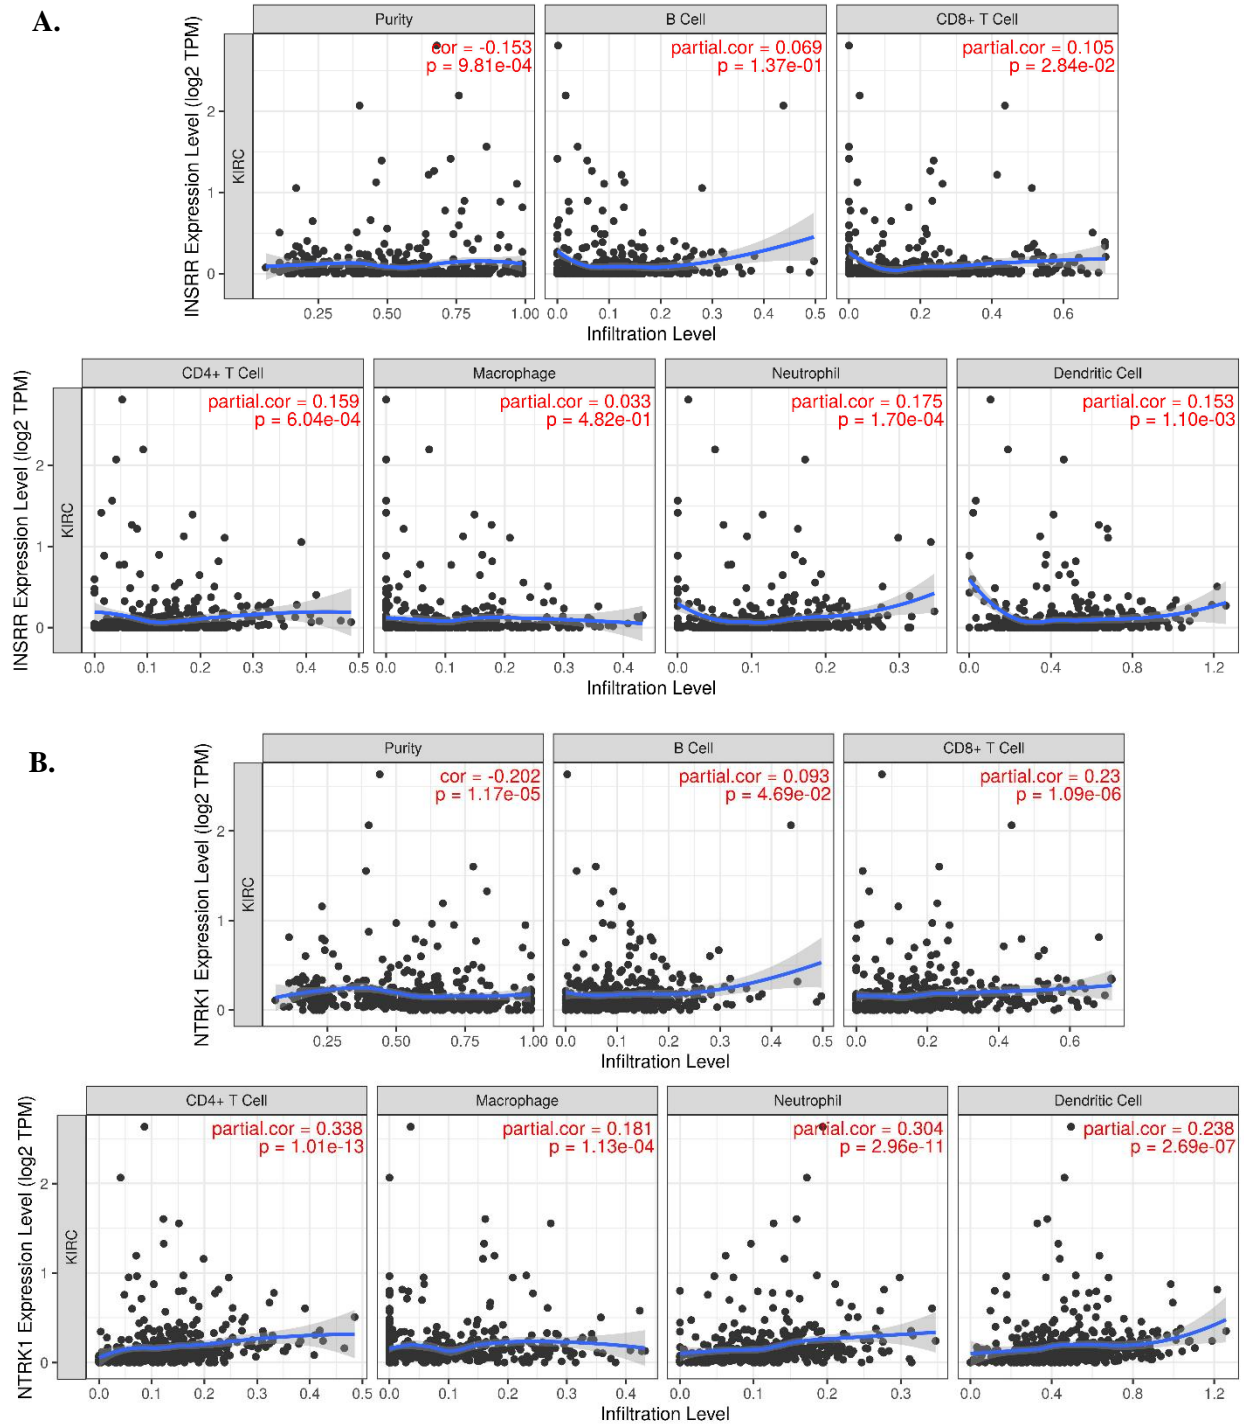 A.
Purity
B Cell
CD8+ T Cell
INSRR Expression Level (log2 TPM)
KIRC
cor = -0.153
p = 9.81e-04
partial.cor = 0.069
p = 1.37e-01
partial.cor = 0.105
p = 2.84e-02
2
1
0
0.25 0.50 0.75 1.00
0.0 0.1 0.2 0.3 0.4 0.5
0.0 0.2 0.4 0.6
Infiltration Level
CD4+ T Cell
Macrophage
Neutrophil
Dendritic Cell
INSRR Expression Level (log2 TPM)
KIRC
partial.cor = 0.159
p = 6.04e-04
partial.cor = 0.033
p = 4.82e-01
partial.cor = 0.175
p = 1.70e-04
partial.cor = 0.153
p = 1.10e-03
2
1
0
0.0 0.1 0.2 0.3 0.4 0.5
0.0 0.1 0.2 0.3 0.4
0.0 0.1 0.2 0.3
0.0 0.4 0.8 1.2
Infiltration Level
B.
Purity
B Cell
CD8+ T Cell
NTRK1 Expression Level (log2 TPM)
KIRC
cor = -0.202
p = 1.17e-05
partial.cor = 0.093
p = 4.69e-02
partial.cor = 0.23
p = 1.09e-06
2
1
0
0.25 0.50 0.75 1.00
0.0 0.1 0.2 0.3 0.4 0.5
0.0 0.2 0.4 0.6
Infiltration Level
CD4+ T Cell
Macrophage
Neutrophil
Dendritic Cell
NTRK1 Expression Level (log2 TPM)
KIRC
partial.cor = 0.338
p = 1.01e-13
partial.cor = 0.181
p = 1.13e-04
partial.cor = 0.304
p = 2.96e-11
partial.cor = 0.238
p = 2.69e-07
2
1
0
0.0 0.1 0.2 0.3 0.4 0.5
0.0 0.1 0.2 0.3 0.4
0.0 0.1 0.2 0.3
0.0 0.4 0.8 1.2
Infiltration Level